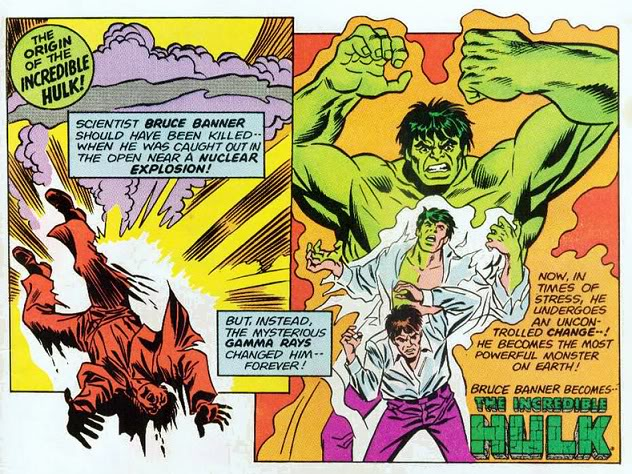 THE
ORIGIN
OF THE
INCREDIBLE
HULK!
SCIENTIST BRUCE BANNER
SHOULD HAVE BEEN KILLED--
WHEN HE WAS CAUGHT OUT IN
THE OPEN NEAR A NUCLEAR
EXPLOSION!
BUT, INSTEAD,
THE MYSTERIOUS
GAMMA RAYS
CHANGED HIM--
FOREVER!
NOW, IN
TIMES OF
STRESS, HE
UNDERGOES
AN UNCON-
TROLLED CHANGE--!
HE BECOMES THE MOST
POWERFUL MONSTER
ON EARTH!
BRUCE BANNER BECOMES--
THE INCREDIBLE
HULK